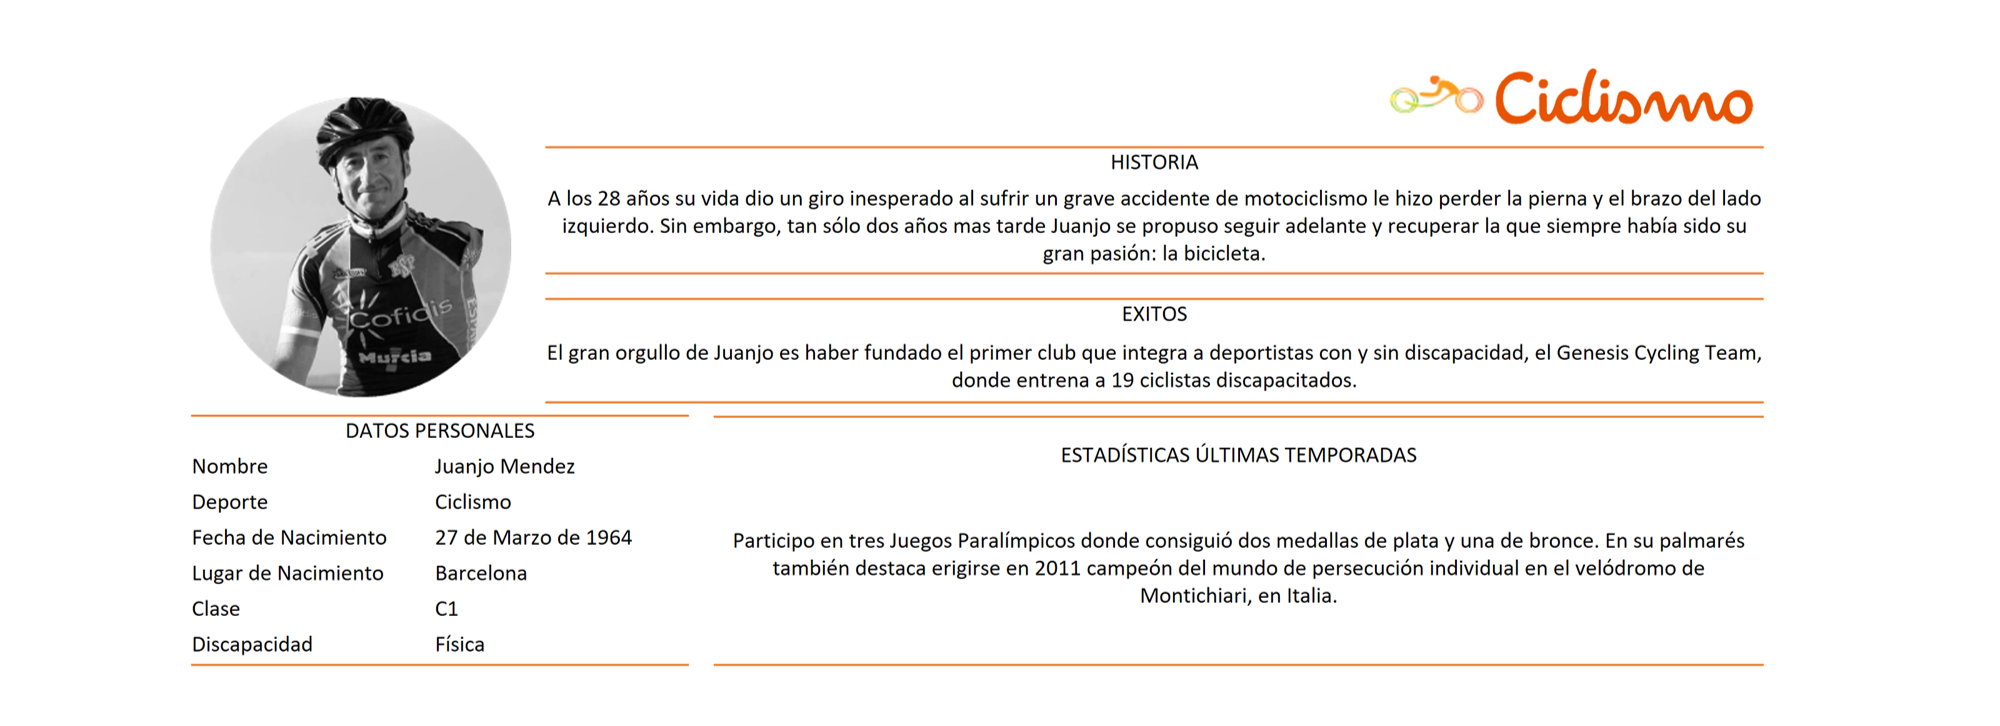 Ciclismo
HISTORIA
A los 28 años su vida dio un giro inesperado al sufrir un grave accidente de motociclismo le hizo perder la pierna y el brazo del lado
izquierdo. Sin embargo, tan sólo dos años mas tarde Juanjo se propuso seguir adelante y recuperar la que siempre había sido su
gran pasión: la bicicleta.
EXITOS
El gran orgullo de Juanjo es haber fundado el primer club que integra a deportistas con y sin discapacidad, el Genesis Cycling Team,
donde entrena a 19 ciclistas discapacitados.
Cofidis
Murcia
DATOS PERSONALES
Nombre Juanjo Mendez
Deporte Ciclismo
Fecha de Nacimiento 27 de Marzo de 1964
Lugar de Nacimiento Barcelona
Clase C1
Discapacidad Física
ESTADÍSTICAS ÚLTIMAS TEMPORADAS
Participo en tres Juegos Paralímpicos donde consiguió dos medallas de plata y una de bronce. En su palmarés
también destaca erigirse en 2011 campeón del mundo de persecución individual en el velódromo de
Montichiari, en Italia.